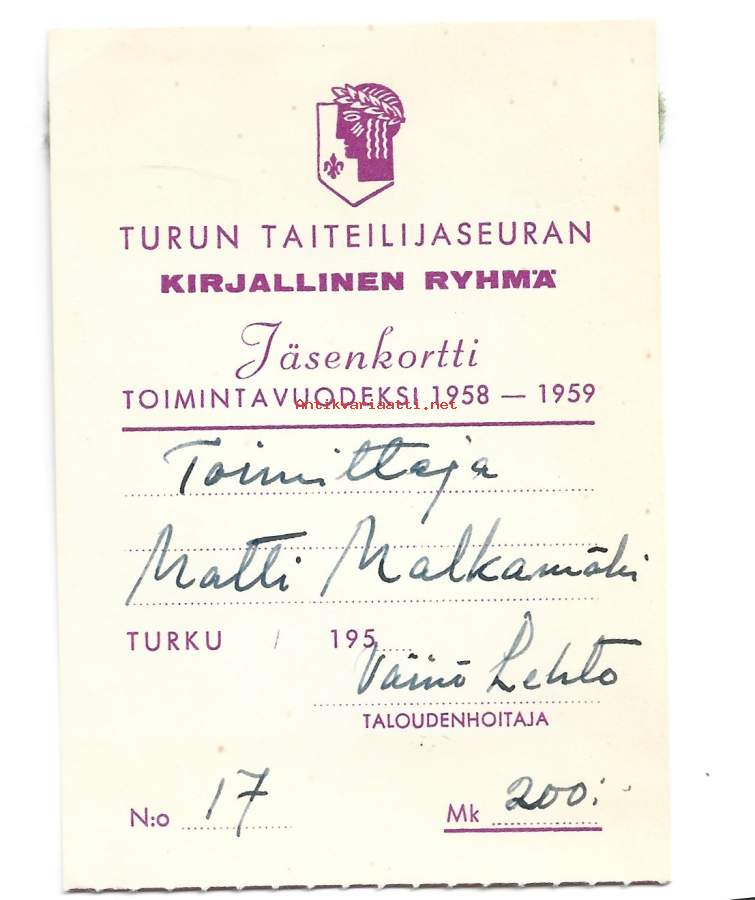 TURUN TAITEILIJASEURAN
KIRJALLINEN RYHMÄ
Jäsenkortti
TOIMINTAVUODEKSI 1958 — 1959
Antikvariaatti.net
Toimittaja
Matti Malkamäki
TURKU / 195
Väinö Lehto
TALOUDENHOITAJA
N:o 17 Mk 200: